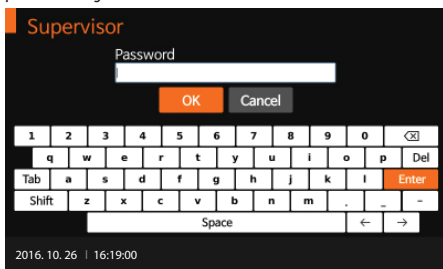 Supervisor
Password
OK Cancel
1 2 3 4 5 6 7 8 9 0
q w e r t y u i o p Del
Tab a s d f g h j k l Enter
Shift z x c v b n m . _ -
Space ← →
2016. 10. 26 | 16:19:00